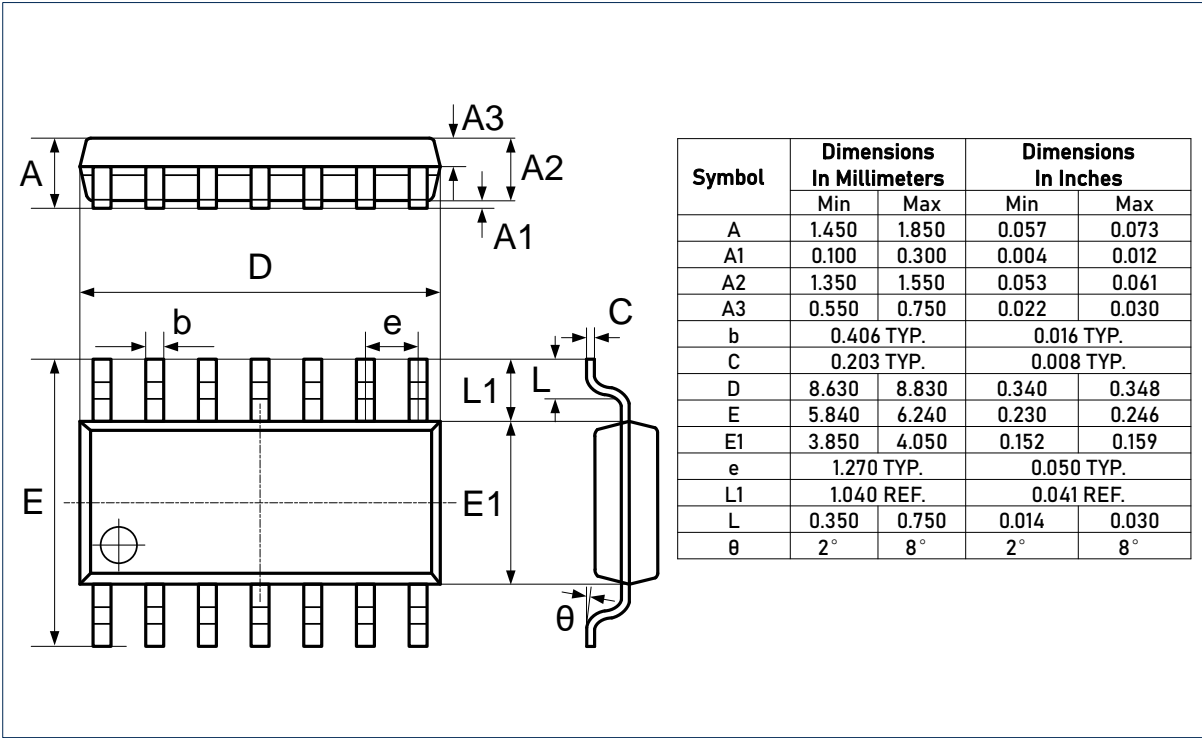 A3
A
A2
A1
D
b
e
C
L1
L
E
E1
θ
Symbol Dimensions In Millimeters Dimensions In Inches
Min Max Min Max
A 1.450 1.850 0.057 0.073
A1 0.100 0.300 0.004 0.012
A2 1.350 1.550 0.053 0.061
A3 0.550 0.750 0.022 0.030
b 0.406 TYP. 0.016 TYP.
C 0.203 TYP. 0.008 TYP.
D 8.630 8.830 0.340 0.348
E 5.840 6.240 0.230 0.246
E1 3.850 4.050 0.152 0.159
e 1.270 TYP. 0.050 TYP.
L1 1.040 REF. 0.041 REF.
L 0.350 0.750 0.014 0.030
θ 2° 8° 2° 8°